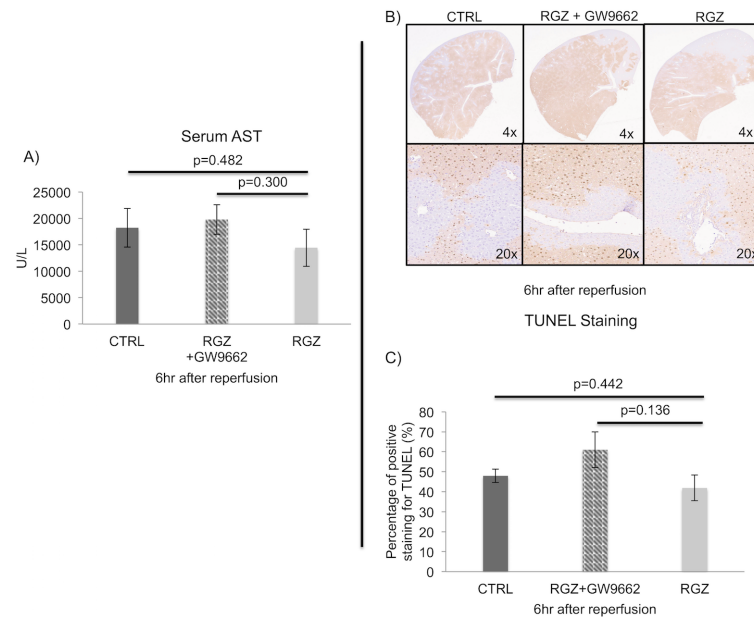 A)
Serum AST
p=0.482
p=0.300
U/L
25000
20000
15000
10000
5000
0
CTRL
RGZ
+GW9662
RGZ
6hr after reperfusion
B)
CTRL
RGZ + GW9662
RGZ
4x
4x
4x
20x
20x
20x
6hr after reperfusion
TUNEL Staining
C)
p=0.442
p=0.136
Percentage of positive
staining for TUNEL (%)
80
70
60
50
40
30
20
10
0
CTRL
RGZ+GW9662
RGZ
6hr after reperfusion